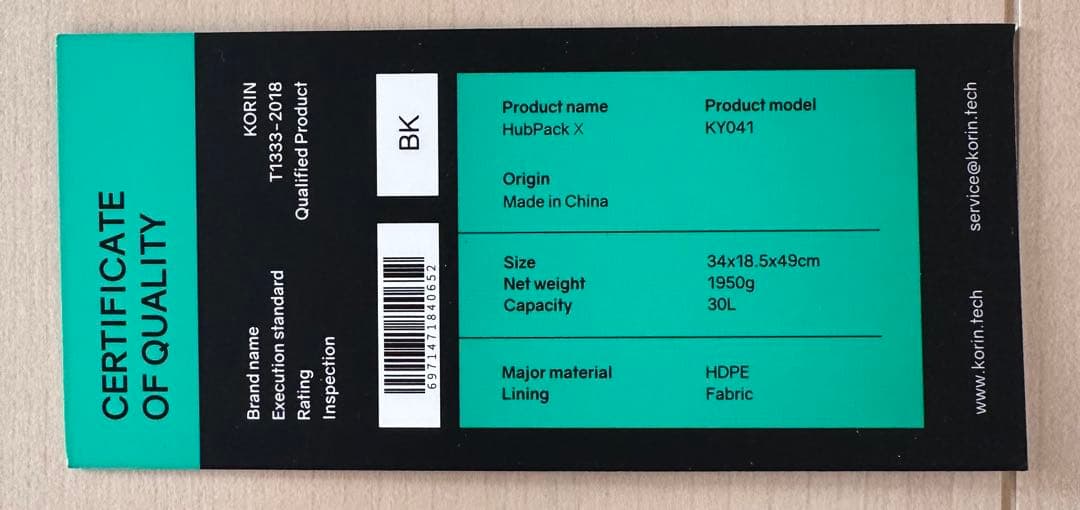 CERTIFICATE
OF QUALITY
Brand name KORIN
Execution standard T1333-2018
Rating Qualified Product
Inspection
BK
6971471840652
Product name Product model
HubPack X KY041
Origin
Made in China
Size 34x18.5x49cm
Net weight 1950g
Capacity 30L
Major material HDPE
Lining Fabric
www.korin.tech service@korin.tech